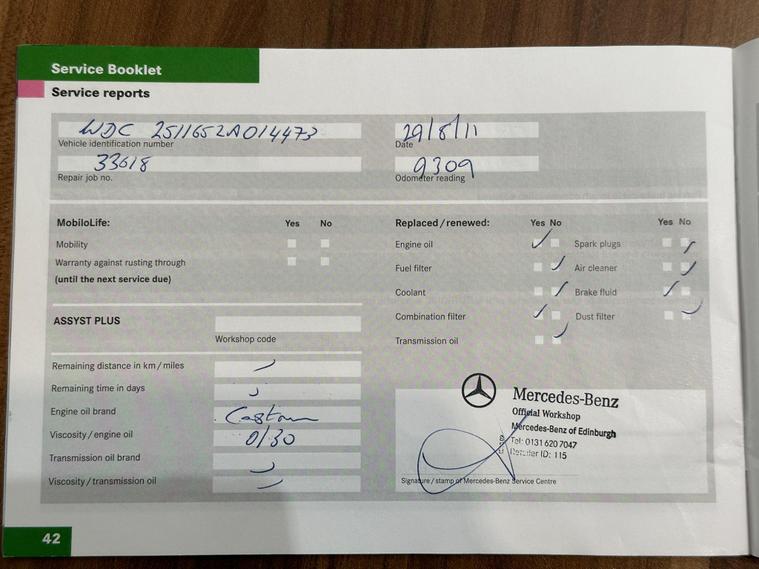 Service Booklet
Service reports
WDC 2511652A014473
Vehicle identification number
29/8/11
Date
33618
Repair job no.
9309
Odometer reading
MobiloLife: Yes No
Mobility
Warranty against rusting through
(until the next service due)
Replaced/renewed: Yes No Yes No
Engine oil Spark plugs
Fuel filter Air cleaner
Coolant Brake fluid
Combination filter Dust filter
Transmission oil
ASSYST PLUS
Workshop code
Remaining distance in km/miles
Remaining time in days
Engine oil brand
Viscosity/engine oil 0/30
Transmission oil brand
Viscosity/transmission oil
Mercedes-Benz
Official Workshop
Mercedes-Benz of Edinburgh
Tel: 0131 620 7047
ID: 115
Signature/stamp of Mercedes-Benz Service Centre
42